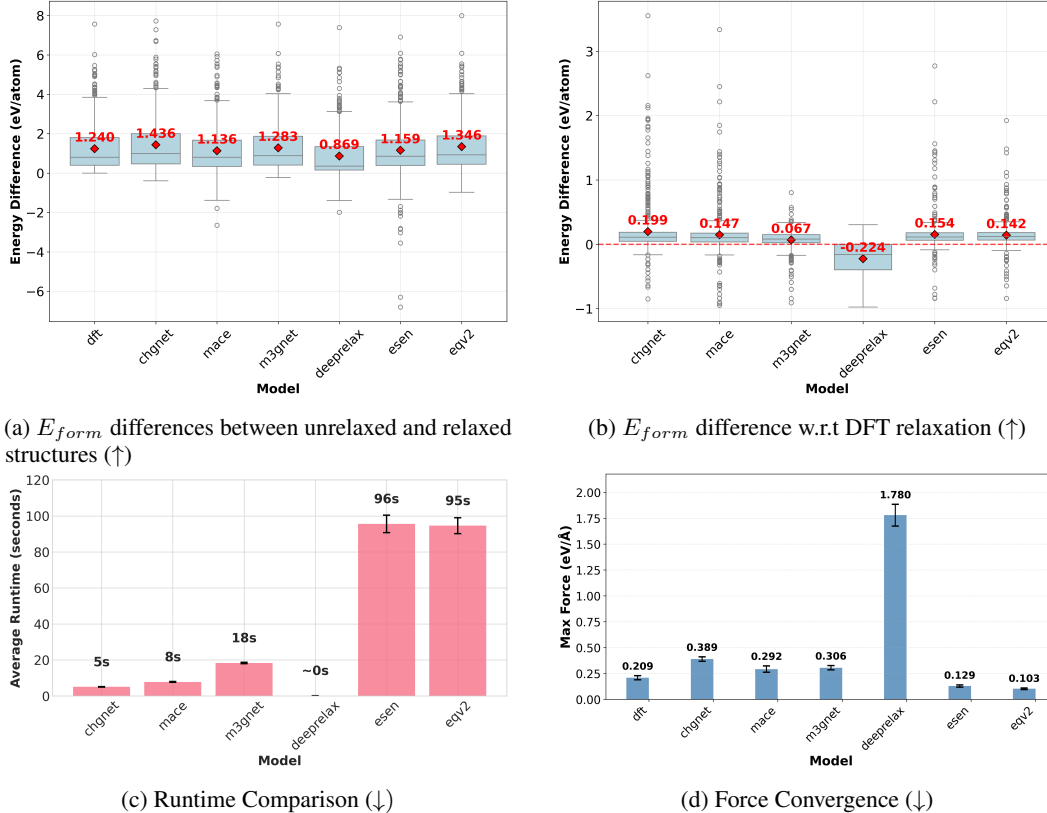 8
6
4
2
0
−2
−4
−6
Energy Difference (eV/atom)
1.240
1.436
1.136
1.283
0.869
1.159
1.346
dft
chgnet
mace
m3gnet
deeprelax
esen
eqv2
Model
(a) E_form differences between unrelaxed and relaxed
structures (↑)
3
2
1
0
−1
Energy Difference (eV/atom)
0.199
0.147
0.067
-0.224
0.154
0.142
chgnet
mace
m3gnet
deeprelax
esen
eqv2
Model
(b) E_form difference w.r.t DFT relaxation (↑)
120
100
80
60
40
20
0
Average Runtime (seconds)
5s
8s
18s
~0s
96s
95s
chgnet
mace
m3gnet
deeprelax
esen
eqv2
Model
(c) Runtime Comparison (↓)
2.00
1.75
1.50
1.25
1.00
0.75
0.50
0.25
0.00
Max Force (eV/Å)
0.209
0.389
0.292
0.306
1.780
0.129
0.103
dft
chgnet
mace
m3gnet
deeprelax
esen
eqv2
Model
(d) Force Convergence (↓)